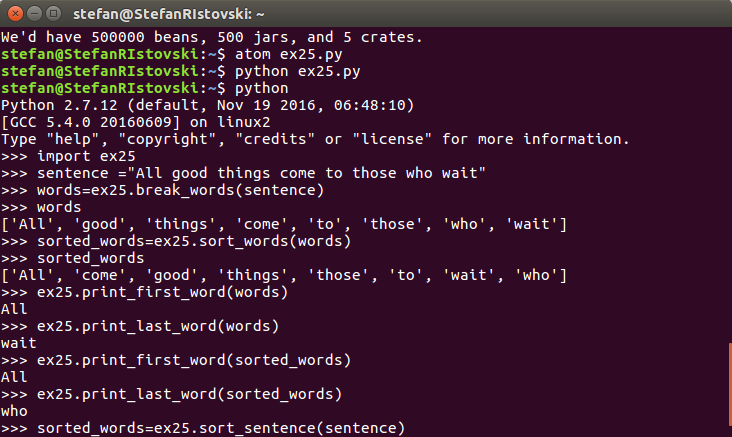 stefan@StefanRIstovski: ~
We'd have 500000 beans, 500 jars, and 5 crates.
stefan@StefanRIstovski:~$ atom ex25.py
stefan@StefanRIstovski:~$ python ex25.py
stefan@StefanRIstovski:~$ python
Python 2.7.12 (default, Nov 19 2016, 06:48:10)
[GCC 5.4.0 20160609] on linux2
Type "help", "copyright", "credits" or "license" for more information.
>>> import ex25
>>> sentence ="All good things come to those who wait"
>>> words=ex25.break_words(sentence)
>>> words
['All', 'good', 'things', 'come', 'to', 'those', 'who', 'wait']
>>> sorted_words=ex25.sort_words(words)
>>> sorted_words
['All', 'come', 'good', 'things', 'those', 'to', 'wait', 'who']
>>> ex25.print_first_word(words)
All
>>> ex25.print_last_word(words)
wait
>>> ex25.print_first_word(sorted_words)
All
>>> ex25.print_last_word(sorted_words)
who
>>> sorted_words=ex25.sort_sentence(sentence)